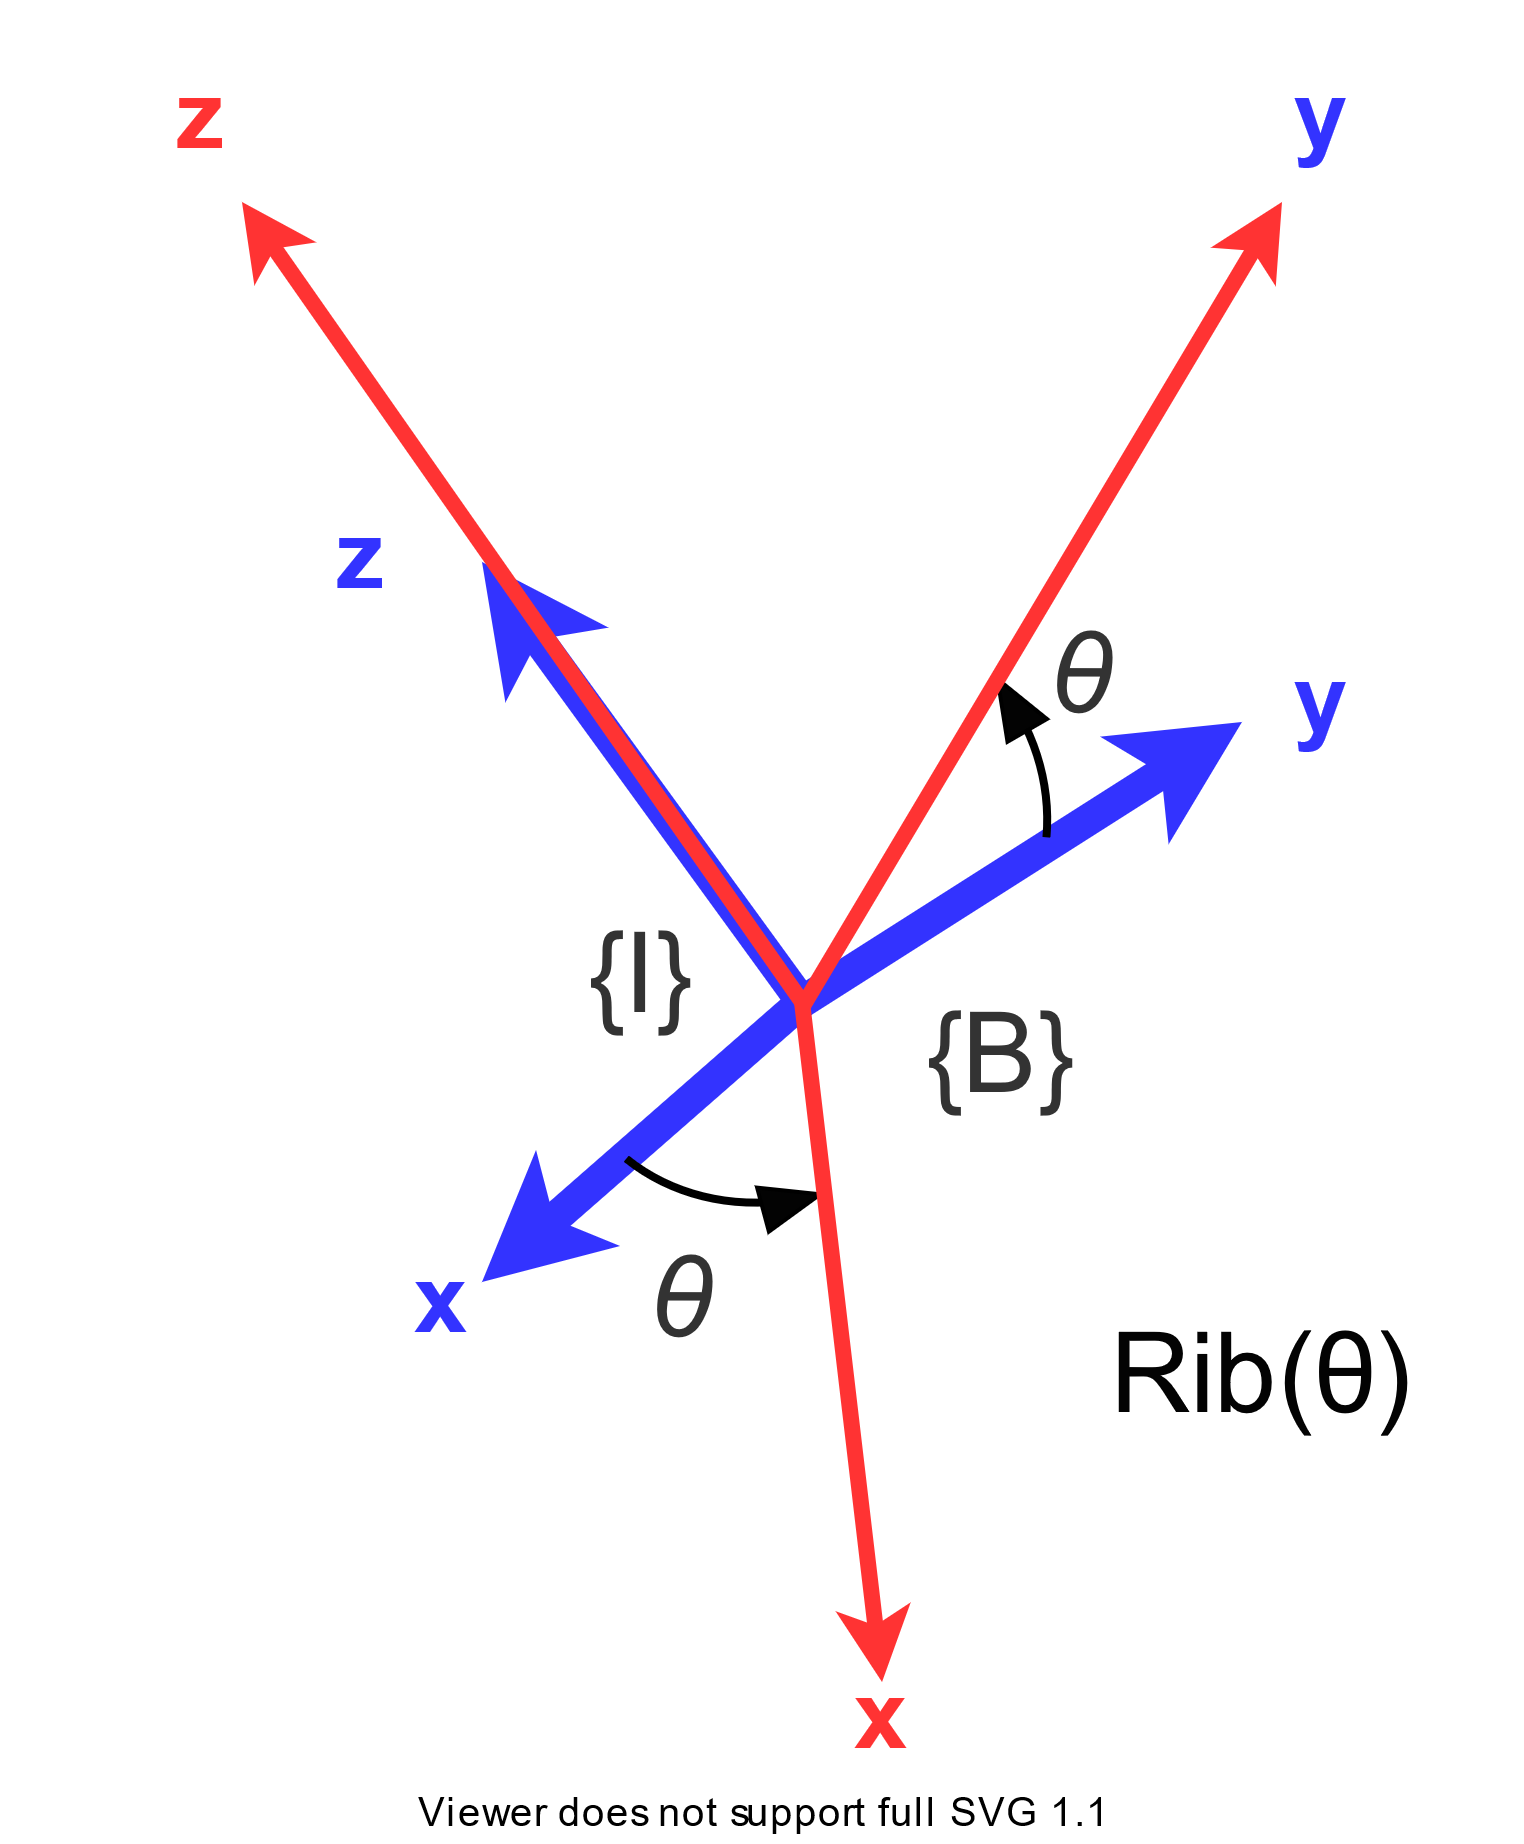 z
y
z
θ
y
{I}
{B}
x
θ
Rib(θ)
x
Viewer does not support full SVG 1.1